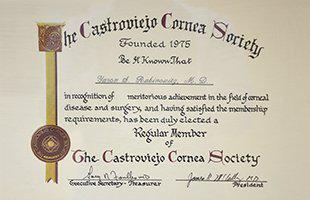 The Castroviejo Cornea Society
Founded 1975
Be It Known That
Yaron S. Rabinowitz, M.D.
in recognition of meritorious achievement in the field of corneal
disease and surgery, and having satisfied the membership
requirements, has been duly elected a
Regular Member
of
The Castroviejo Cornea Society
Executive Secretary - Treasurer
President